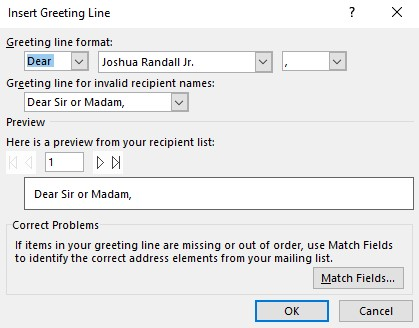 Insert Greeting Line ? ×
Greeting line format:
Dear Joshua Randall Jr. ,
Greeting line for invalid recipient names:
Dear Sir or Madam,
Preview
Here is a preview from your recipient list:
1
Dear Sir or Madam,
Correct Problems
If items in your greeting line are missing or out of order, use Match Fields
to identify the correct address elements from your mailing list.
Match Fields...
OK Cancel